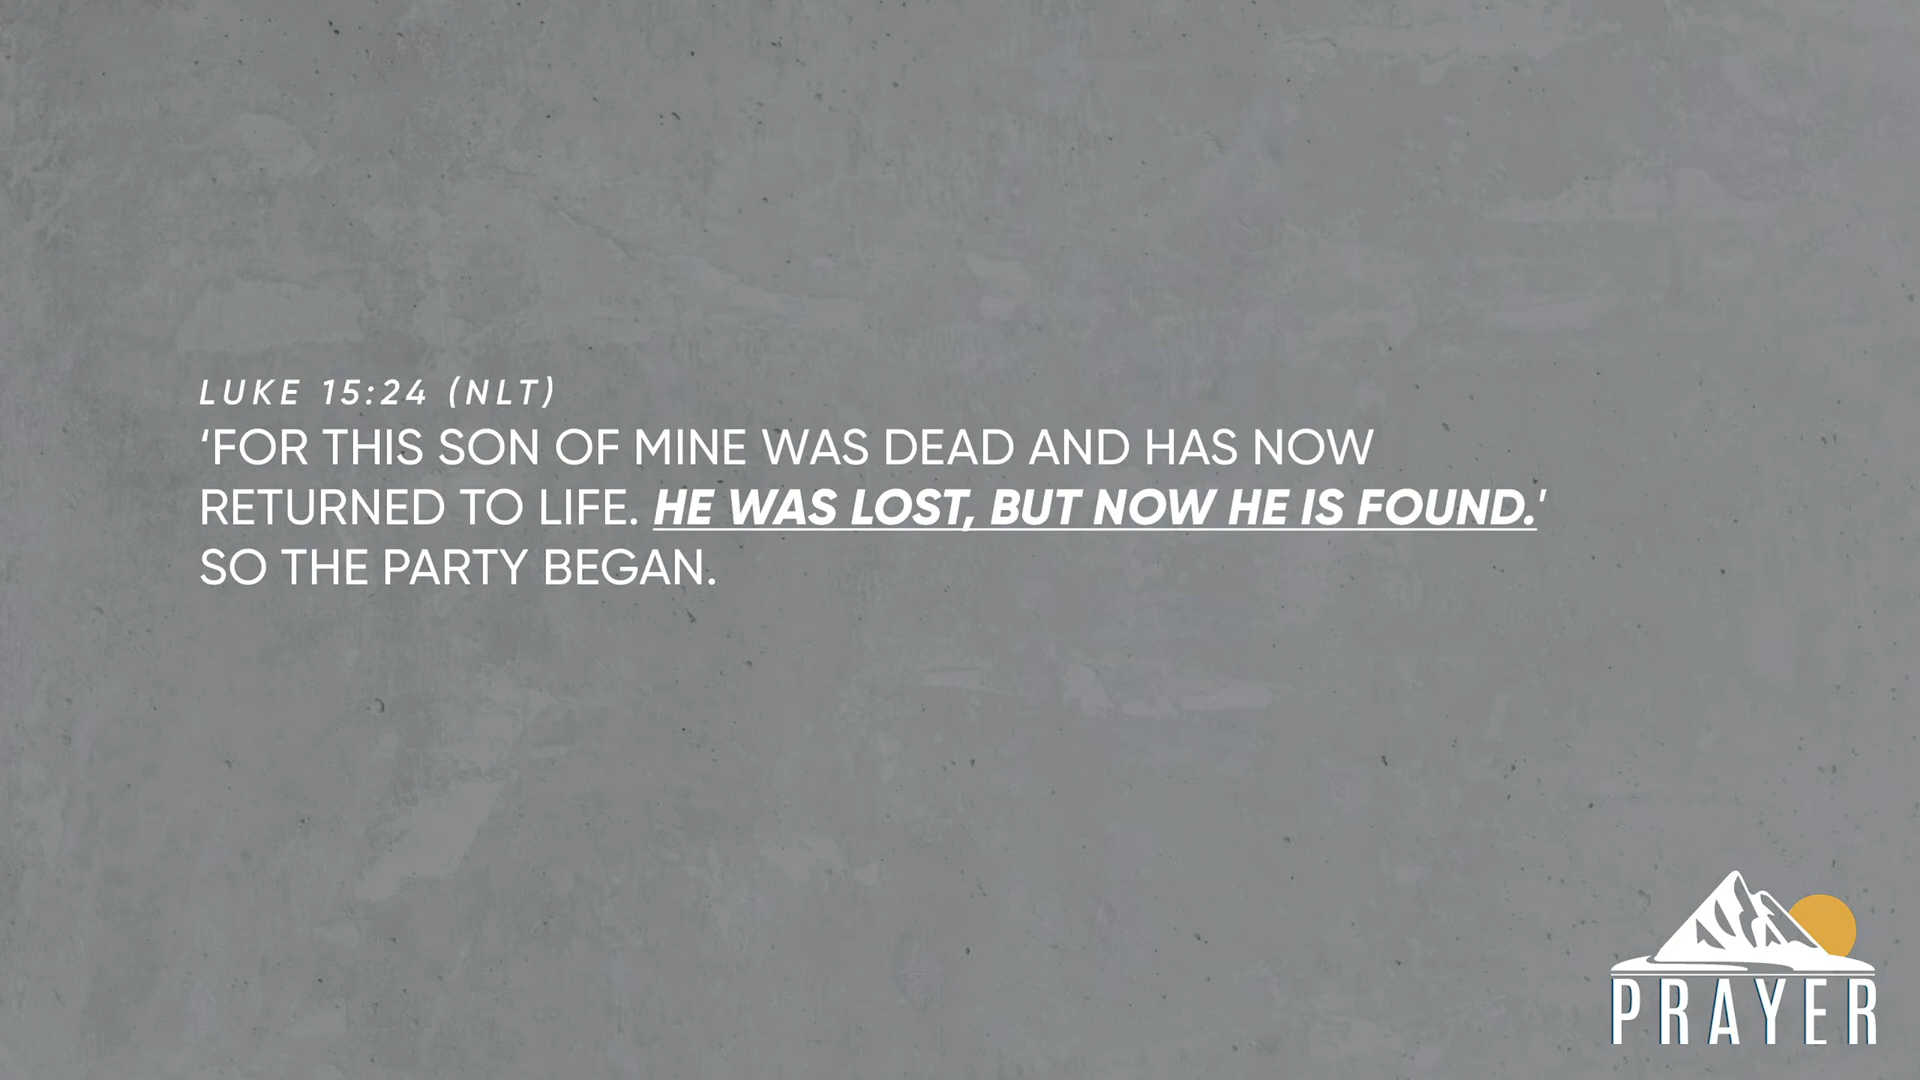 LUKE 15:24 (NLT)
‘FOR THIS SON OF MINE WAS DEAD AND HAS NOW
RETURNED TO LIFE. HE WAS LOST, BUT NOW HE IS FOUND.'
SO THE PARTY BEGAN.
PRAYER